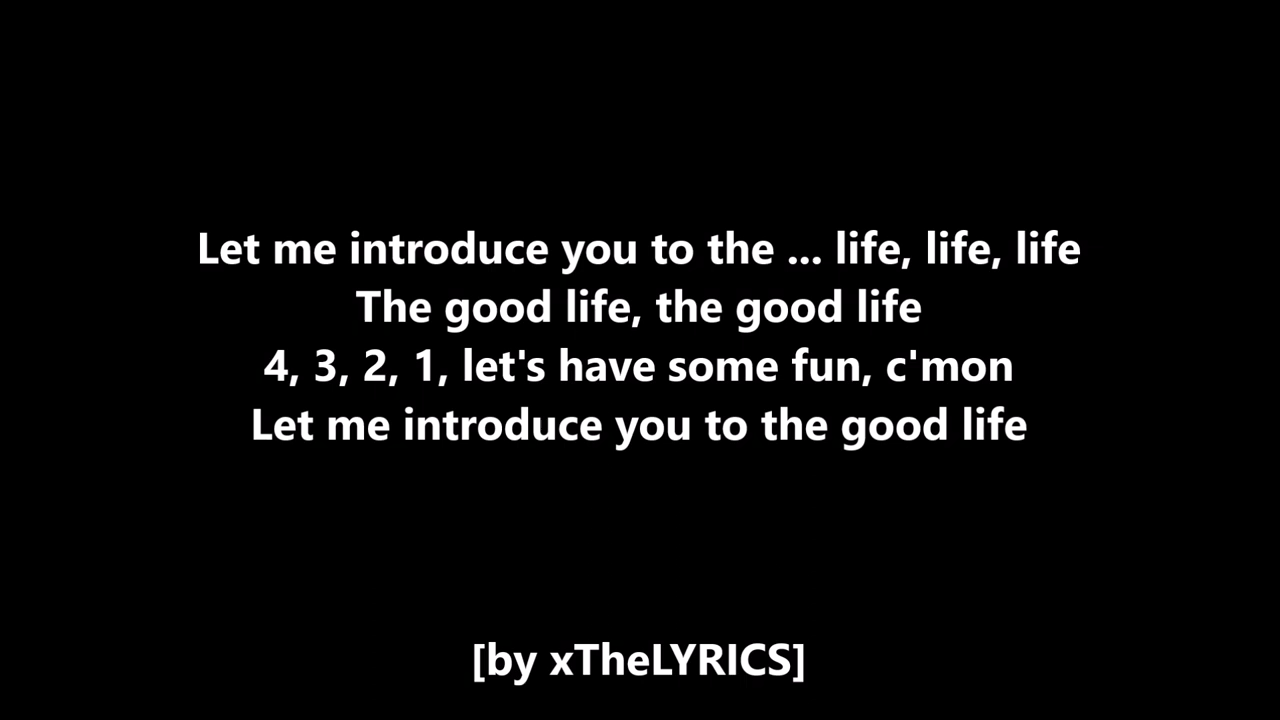 Let me introduce you to the ... life, life, life
The good life, the good life
4, 3, 2, 1, let's have some fun, c'mon
Let me introduce you to the good life
[by xTheLYRICS]